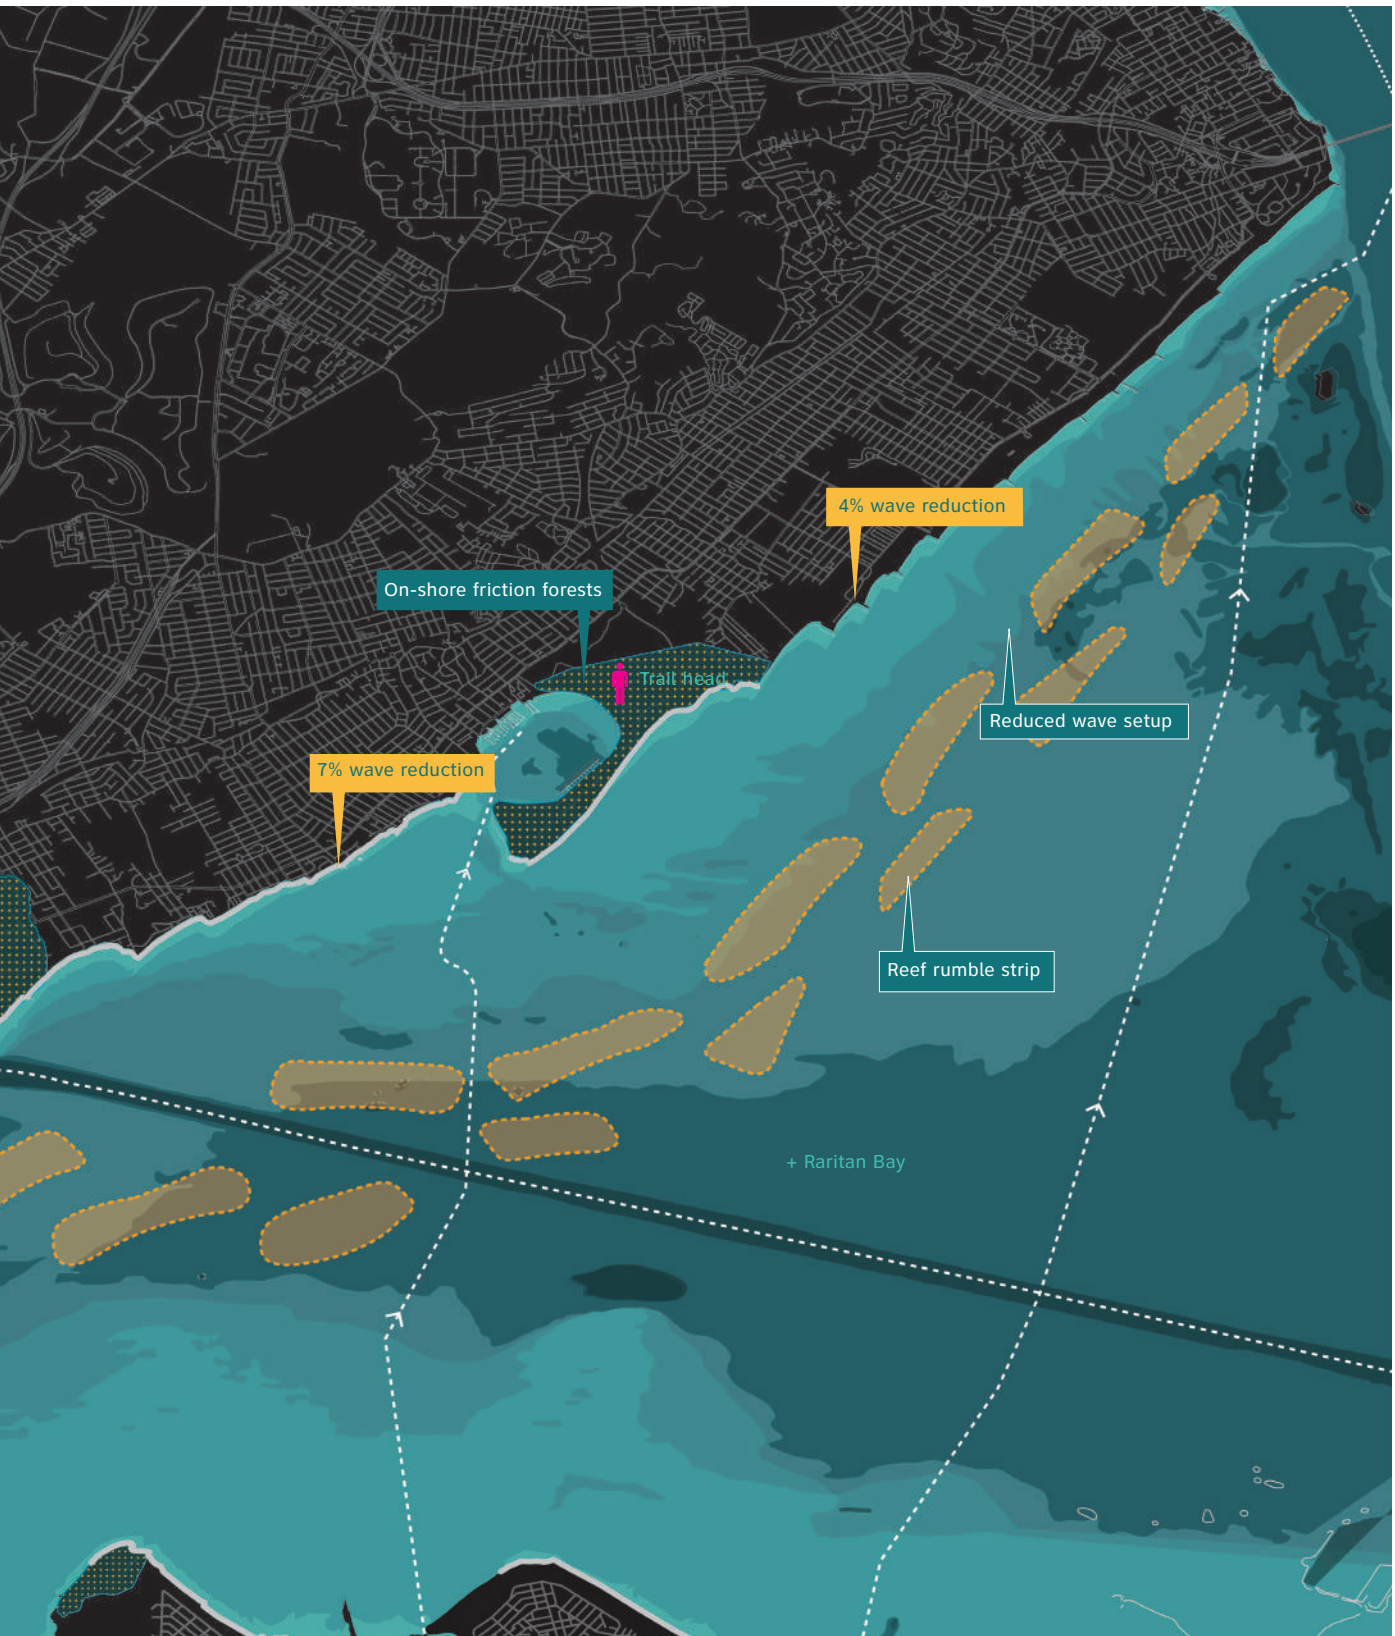 4% wave reduction
On-shore friction forests
Trail head
Reduced wave setup
7% wave reduction
Reef rumble strip
+ Raritan Bay